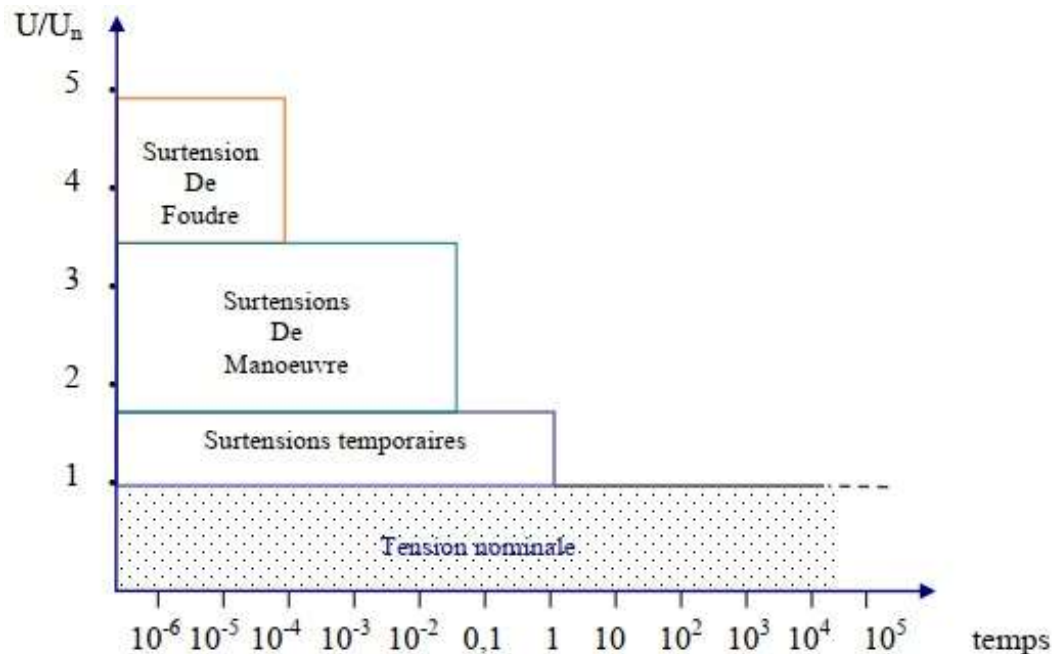 U/Uₙ
5
Surtension
De
Foudre
4
3
Surtensions
De
Manoeuvre
2
Surtensions temporaires
1
Tension nominale
10⁻⁶ 10⁻⁵ 10⁻⁴ 10⁻³ 10⁻² 0,1 1 10 10² 10³ 10⁴ 10⁵ temps